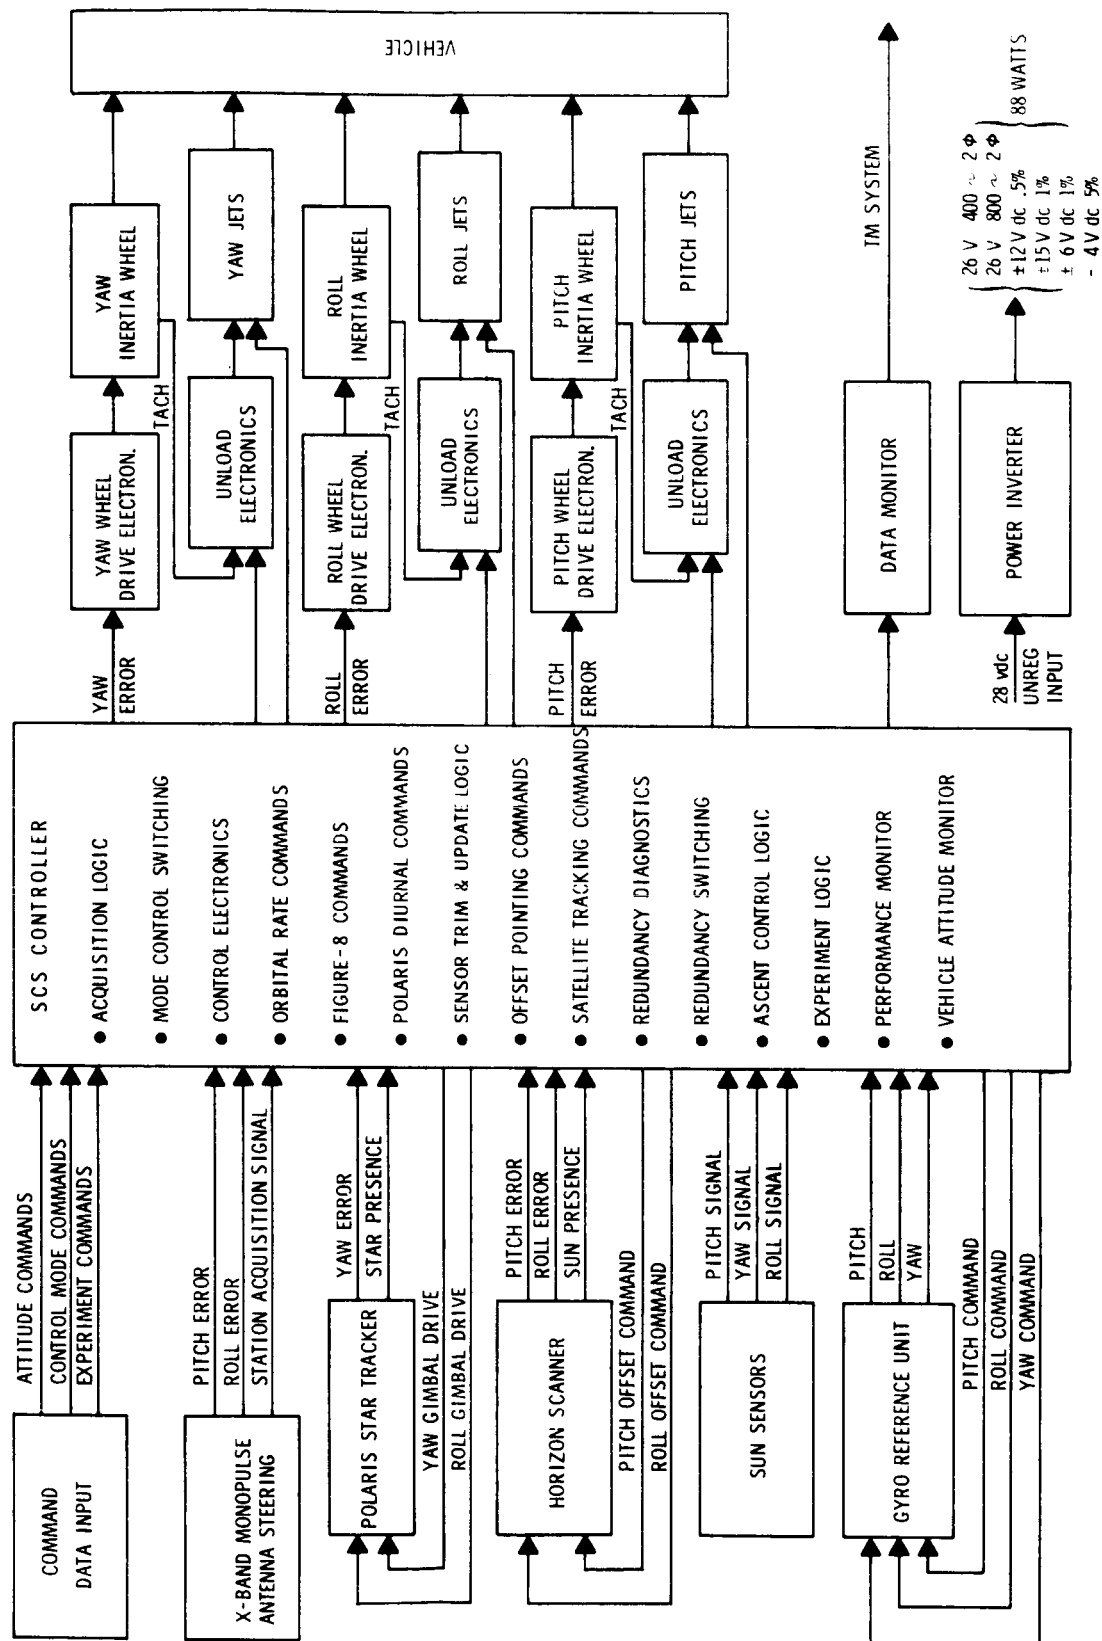 COMMAND
DATA INPUT
ATTITUDE COMMANDS
CONTROL MODE COMMANDS
EXPERIMENT COMMANDS
X-BAND MONOPULSE
ANTENNA STEERING
PITCH ERROR
ROLL ERROR
STATION ACQUISITION SIGNAL
POLARIS STAR TRACKER
YAW ERROR
STAR PRESENCE
YAW GIMBAL DRIVE
ROLL GIMBAL DRIVE
HORIZON SCANNER
PITCH ERROR
ROLL ERROR
SUN PRESENCE
PITCH OFFSET COMMAND
ROLL OFFSET COMMAND
SUN SENSORS
PITCH SIGNAL
YAW SIGNAL
ROLL SIGNAL
GYRO REFERENCE UNIT
PITCH
ROLL
YAW
PITCH COMMAND
ROLL COMMAND
YAW COMMAND
SCS CONTROLLER
● ACQUISITION LOGIC
● MODE CONTROL SWITCHING
● CONTROL ELECTRONICS
● ORBITAL RATE COMMANDS
● FIGURE-8 COMMANDS
● POLARIS DIURNAL COMMANDS
● SENSOR TRIM & UPDATE LOGIC
● OFFSET POINTING COMMANDS
● SATELLITE TRACKING COMMANDS
● REDUNDANCY DIAGNOSTICS
● REDUNDANCY SWITCHING
● ASCENT CONTROL LOGIC
● EXPERIMENT LOGIC
● PERFORMANCE MONITOR
● VEHICLE ATTITUDE MONITOR
YAW
ERROR
YAW WHEEL
DRIVE ELECTRON.
YAW
INERTIA WHEEL
TACH
UNLOAD
ELECTRONICS
YAW JETS
ROLL
ERROR
ROLL WHEEL
DRIVE ELECTRON.
ROLL
INERTIA WHEEL
TACH
UNLOAD
ELECTRONICS
ROLL JETS
PITCH
ERROR
PITCH WHEEL
DRIVE ELECTRON.
PITCH
INERTIA WHEEL
TACH
UNLOAD
ELECTRONICS
PITCH JETS
VEHICLE
DATA MONITOR
TM SYSTEM
28 vdc
UNREG
INPUT
POWER INVERTER
26 V 400 ~ 2 Φ
26 V 800 ~ 2 Φ
±12 V dc .5%
±15 V dc 1%
± 6 V dc 1%
- 4 V dc 5%
88 WATTS